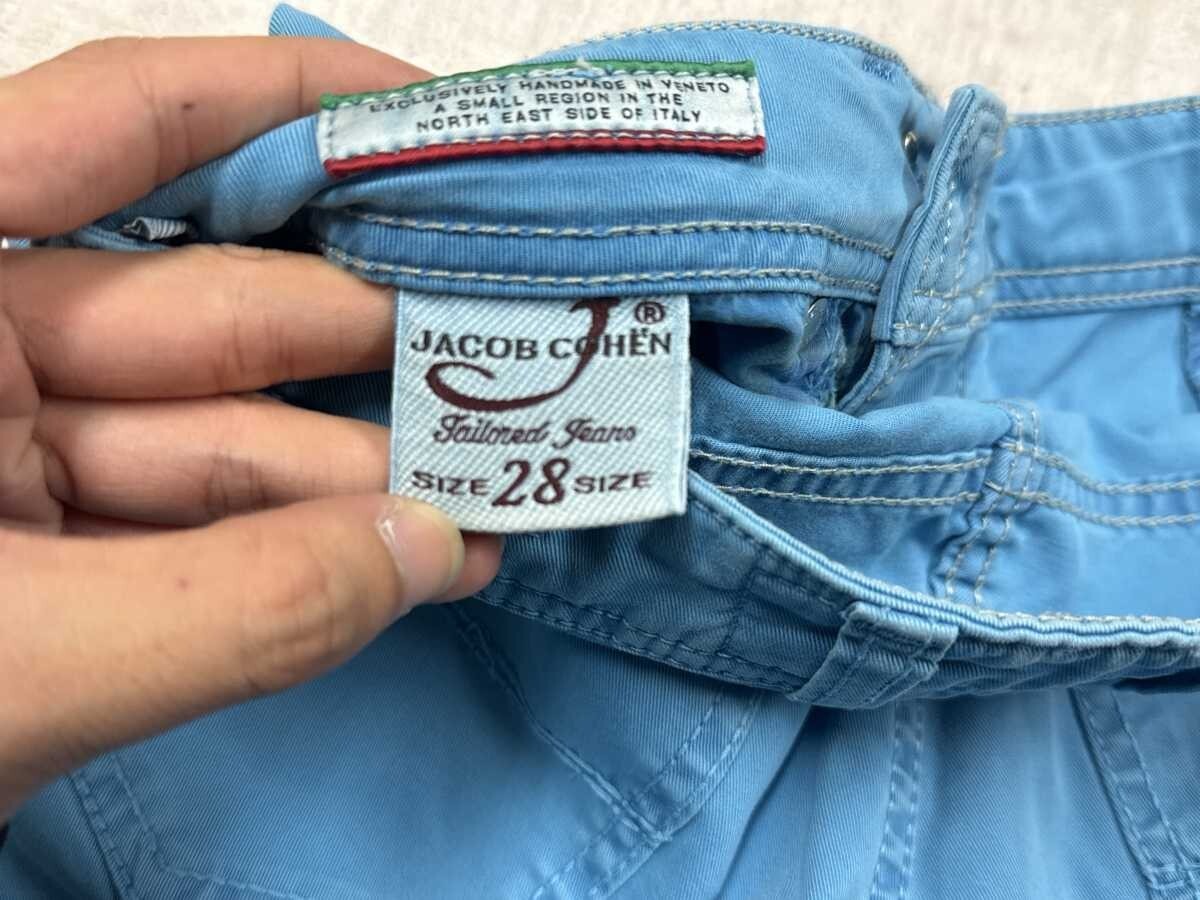 EXCLUSIVELY HANDMADE IN VENETO
A SMALL REGION IN THE
NORTH EAST SIDE OF ITALY
J ®
JACOB COHËN
Tailored Jeans
SIZE 28 SIZE